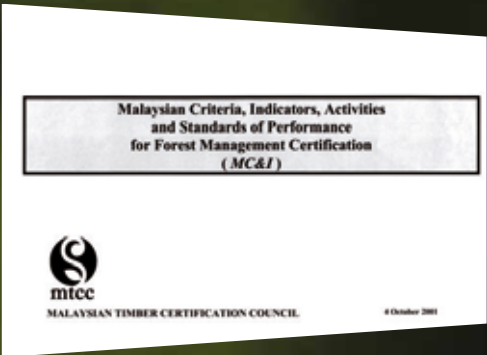 Malaysian Criteria, Indicators, Activities
and Standards of Performance
for Forest Management Certification
( MC&I )
mtcc
MALAYSIAN TIMBER CERTIFICATION COUNCIL
4 October 2001